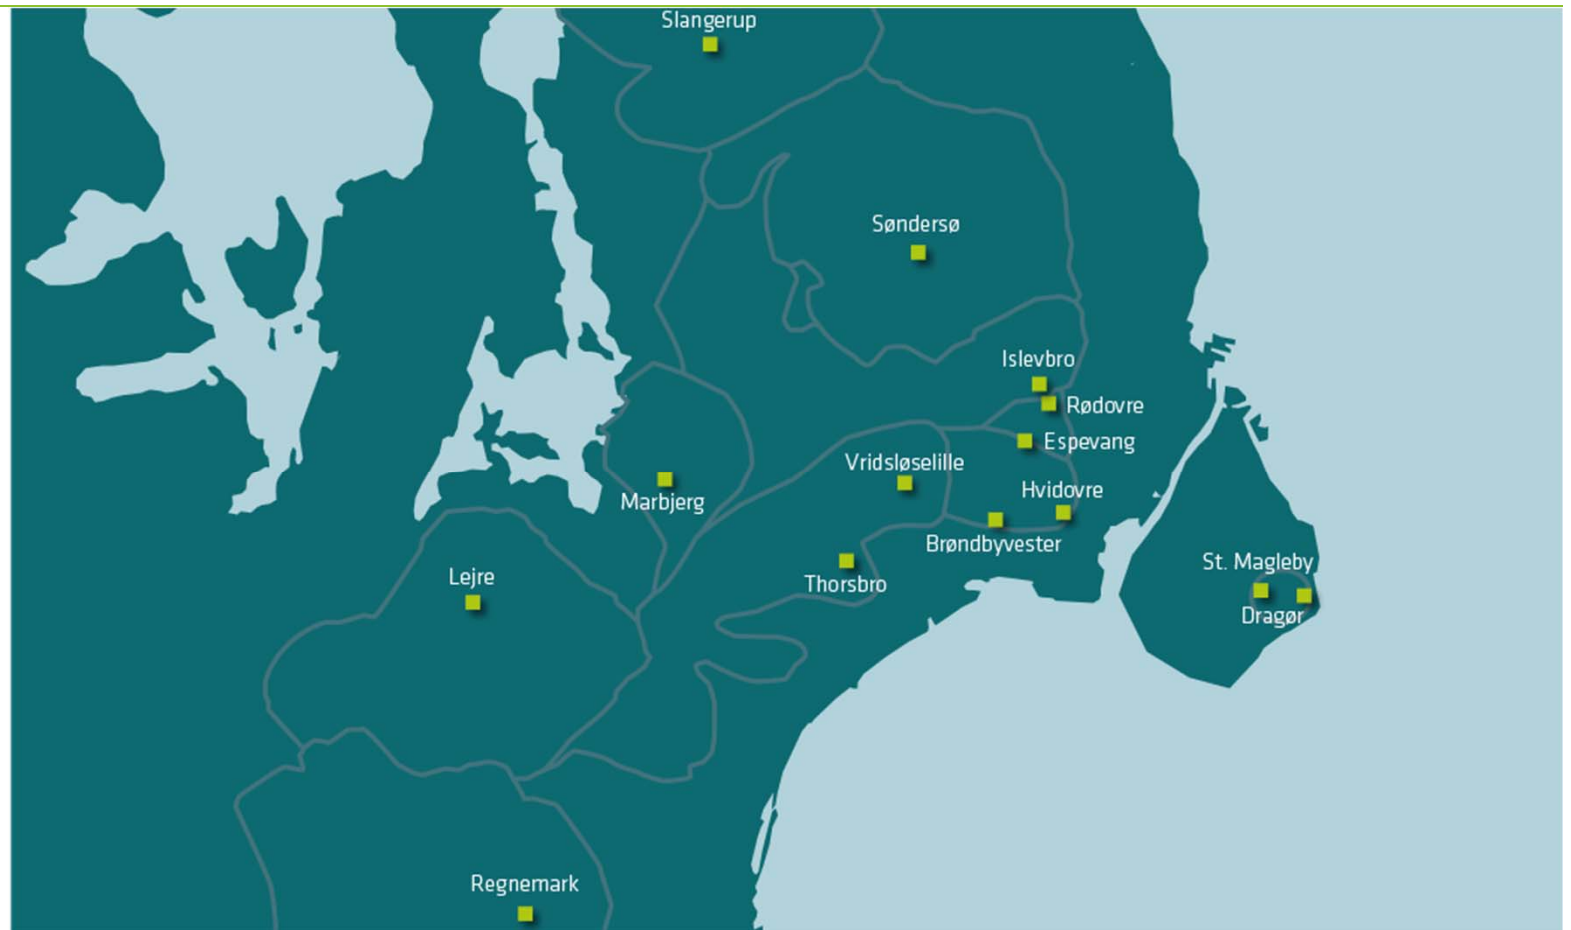 Slangerup
Søndersø
Islevbro
Rødovre
Espevang
Vridsløselille
Hvidovre
Marbjerg
Brøndbyvester
St. Magleby
Lejre
Thorsbro
Dragør
Regnemark